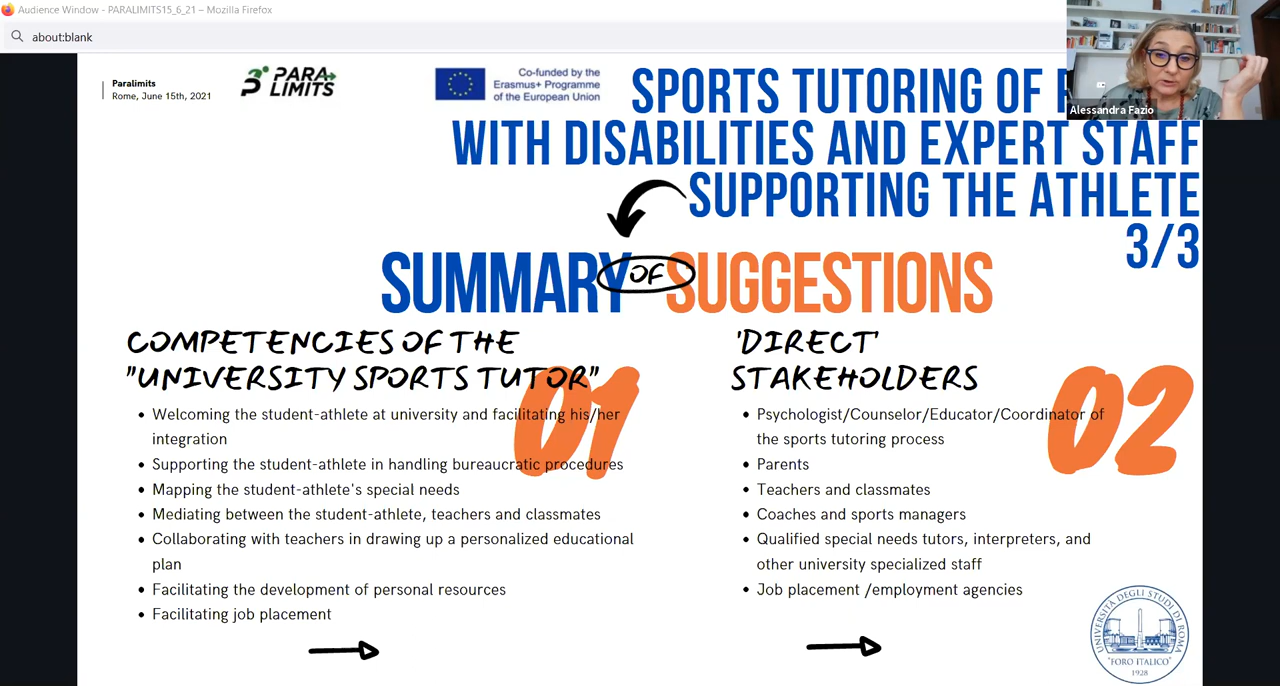 Audience Window - PARALIMITS15_6_21 – Mozilla Firefox
about:blank
Alessandra Fazio
Paralimits
Rome, June 15th, 2021
PARA
LIMITS
Co-funded by the
Erasmus+ Programme
of the European Union
SPORTS TUTORING OF
WITH DISABILITIES AND EXPERT STAFF
SUPPORTING THE ATHLETE
3/3
SUMMARY OF SUGGESTIONS
COMPETENCIES OF THE
"UNIVERSITY SPORTS TUTOR"
01
• Welcoming the student-athlete at university and facilitating his/her
integration
• Supporting the student-athlete in handling bureaucratic procedures
• Mapping the student-athlete's special needs
• Mediating between the student-athlete, teachers and classmates
• Collaborating with teachers in drawing up a personalized educational
plan
• Facilitating the development of personal resources
• Facilitating job placement
'DIRECT'
STAKEHOLDERS
02
• Psychologist/Counselor/Educator/Coordinator of
the sports tutoring process
• Parents
• Teachers and classmates
• Coaches and sports managers
• Qualified special needs tutors, interpreters, and
other university specialized staff
• Job placement /employment agencies
UNIVERSITÀ DEGLI STUDI DI ROMA
"FORO ITALICO"
1928